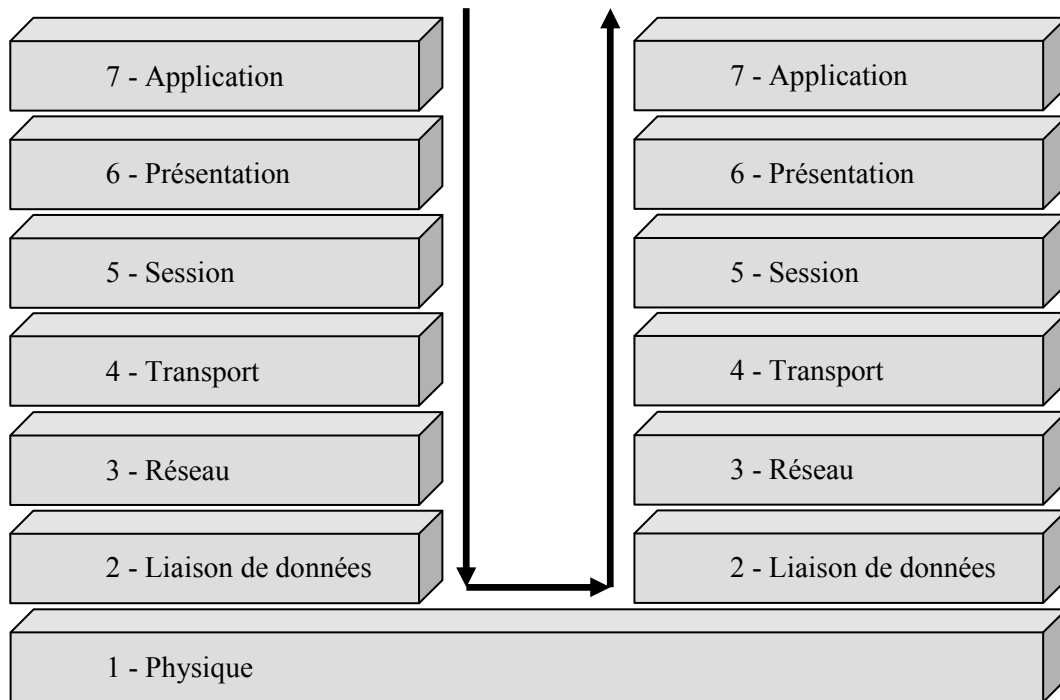 7 - Application
6 - Présentation
5 - Session
4 - Transport
3 - Réseau
2 - Liaison de données
7 - Application
6 - Présentation
5 - Session
4 - Transport
3 - Réseau
2 - Liaison de données
1 - Physique